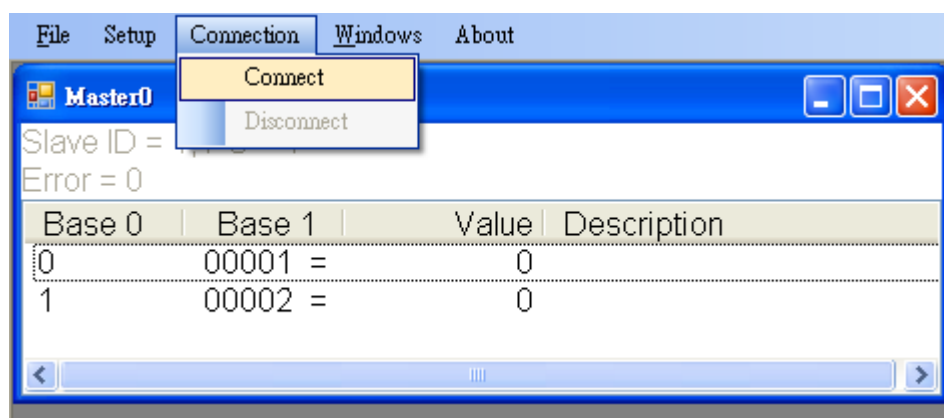 File Setup Connection Windows About
Connect
Master0
Disconnect
Slave ID =
Error = 0
Base 0 Base 1 Value Description
0 00001 = 0
1 00002 = 0